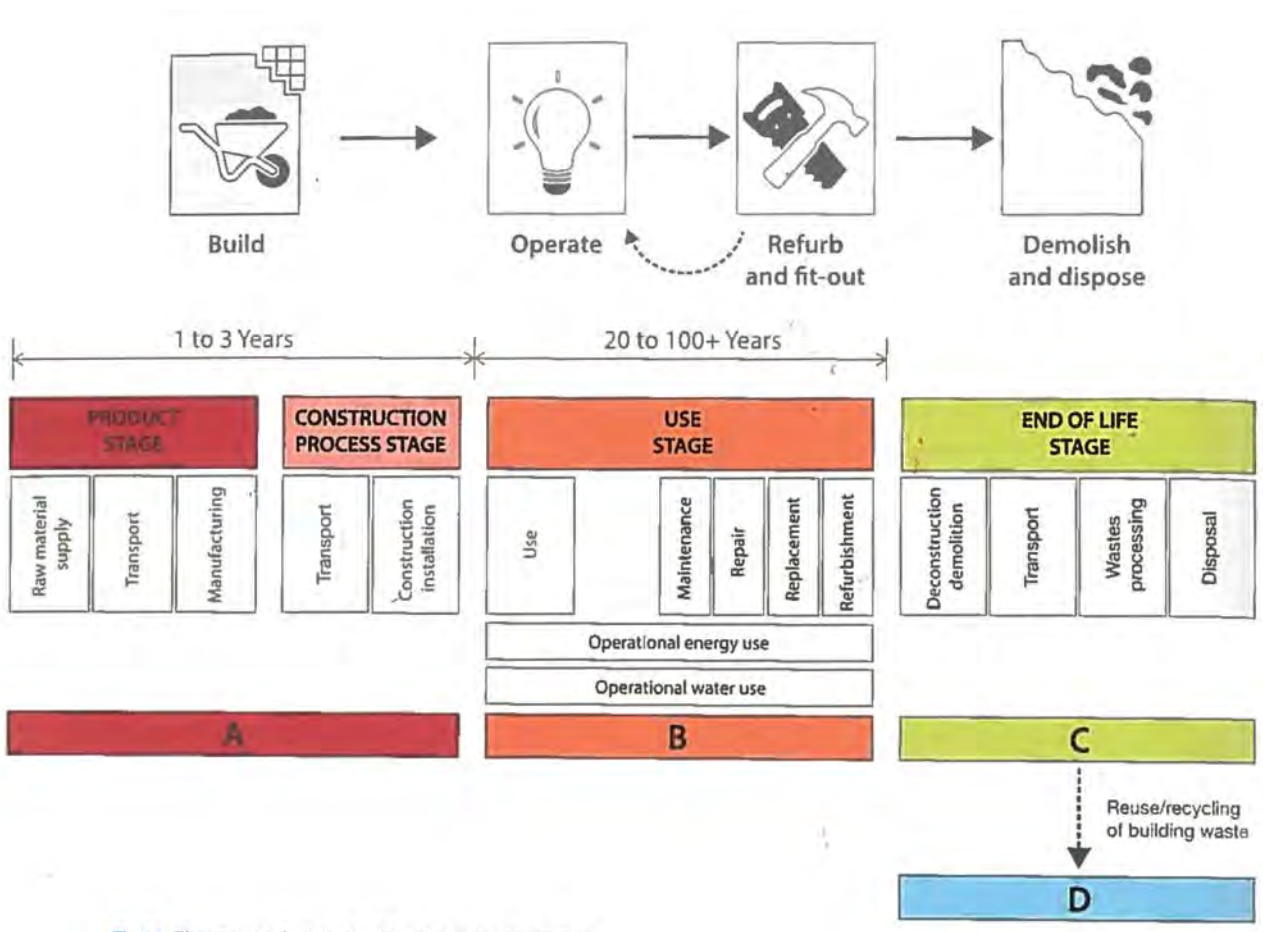 Build
Operate
Refurb
and fit-out
Demolish
and dispose
1 to 3 Years
20 to 100+ Years
PRODUCT
STAGE
CONSTRUCTION
PROCESS STAGE
USE
STAGE
END OF LIFE
STAGE
Raw material
supply
Transport
Manufacturing
Transport
Construction
installation
Use
Maintenance
Repair
Replacement
Refurbishment
Deconstruction
demolition
Transport
Wastes
processing
Disposal
Operational energy use
Operational water use
A
B
C
Reuse/recycling
of building waste
D